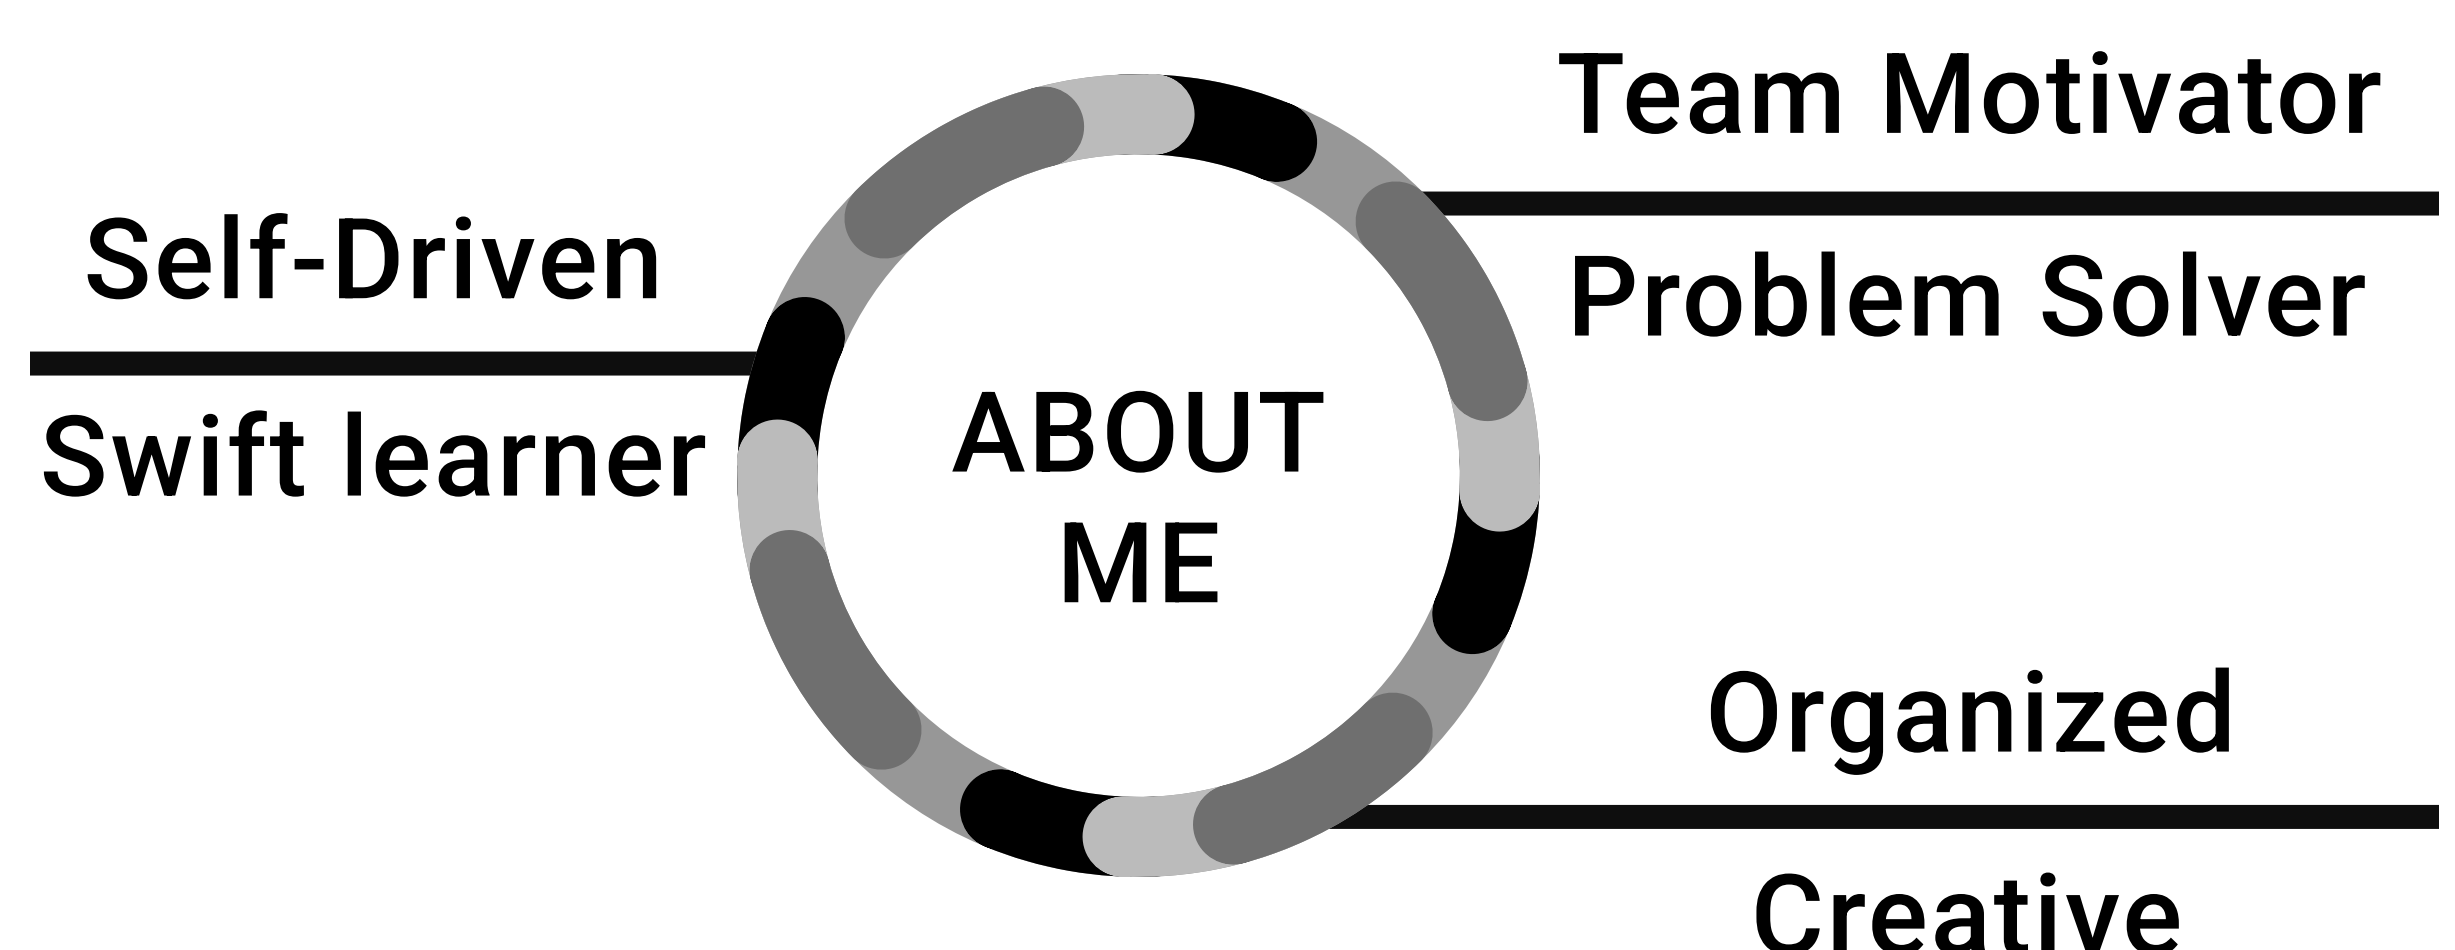 Team Motivator
Self-Driven
Problem Solver
Swift learner
ABOUT
ME
Organized
Creative